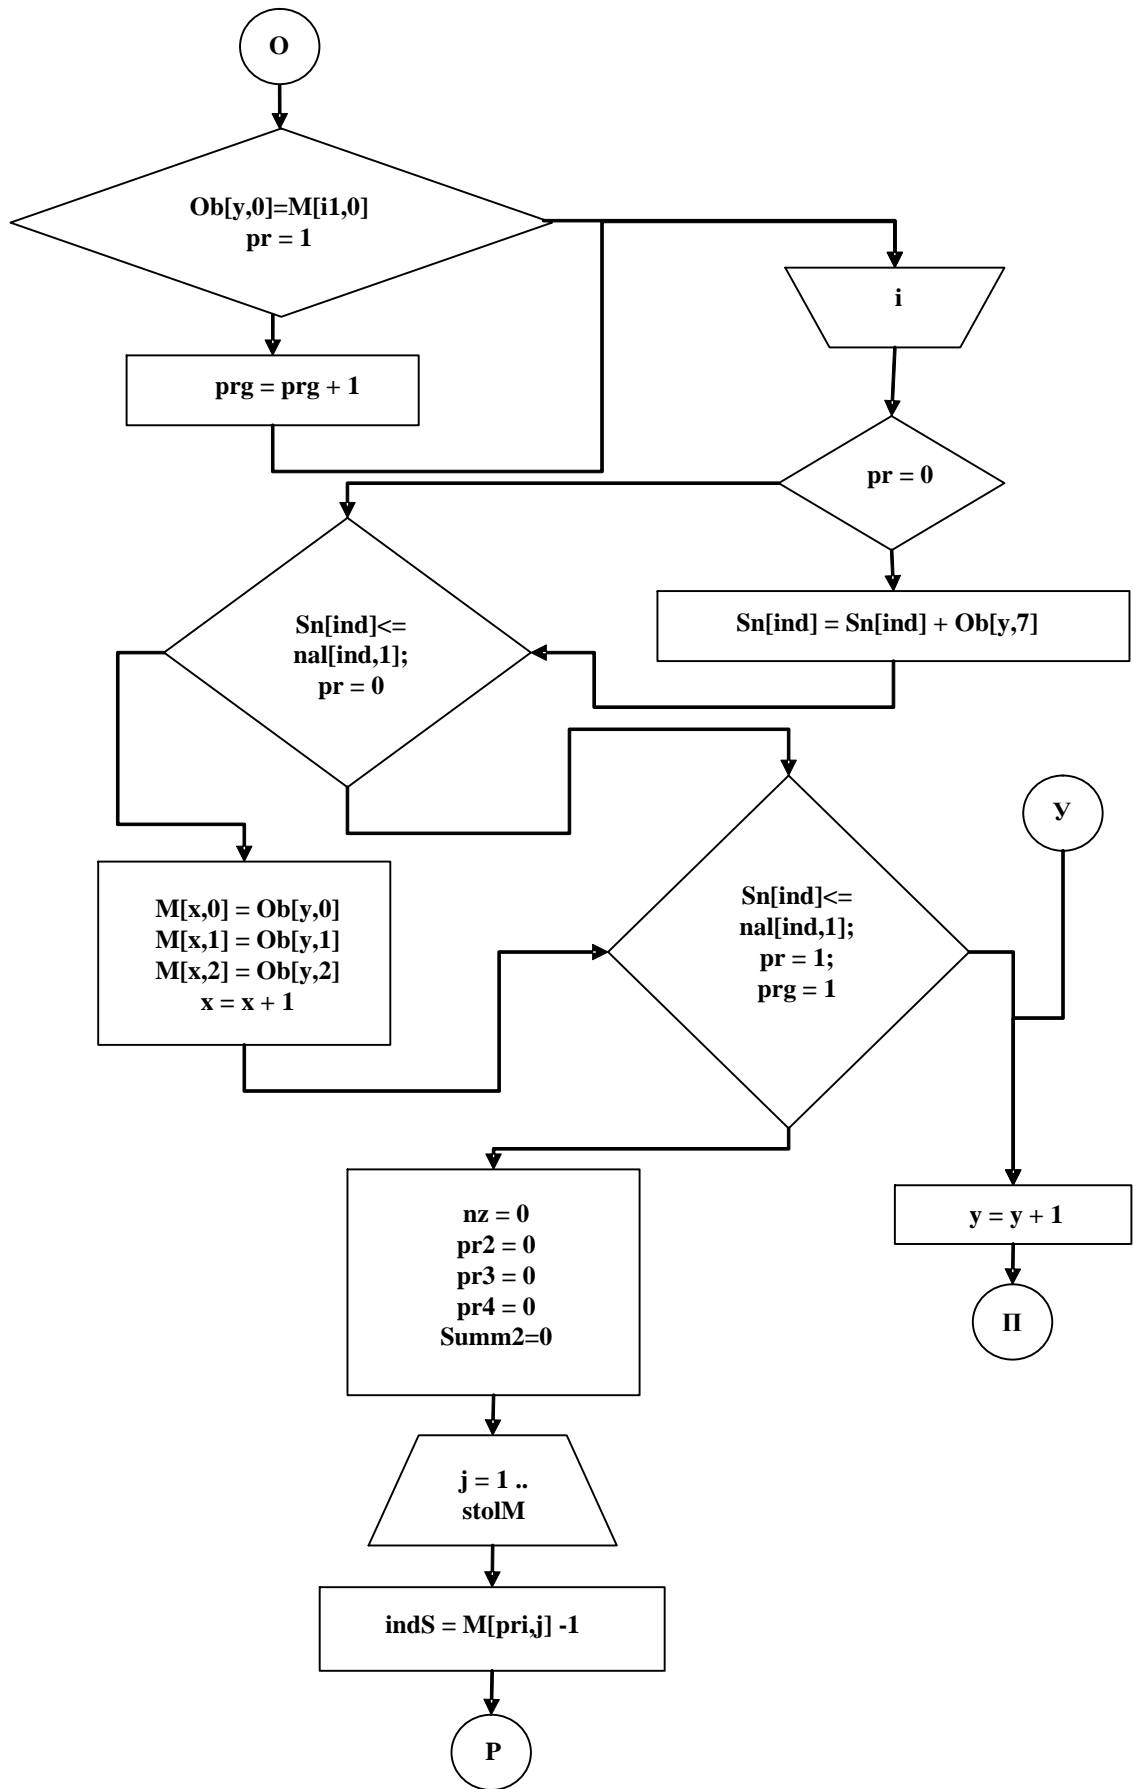 О
Ob[y,0]=M[i1,0]
pr = 1
i
prg = prg + 1
pr = 0
Sn[ind] = Sn[ind] + Ob[y,7]
Sn[ind]<=
nal[ind,1];
pr = 0
У
M[x,0] = Ob[y,0]
M[x,1] = Ob[y,1]
M[x,2] = Ob[y,2]
x = x + 1
Sn[ind]<=
nal[ind,1];
pr = 1;
prg = 1
nz = 0
pr2 = 0
pr3 = 0
pr4 = 0
Summ2=0
y = y + 1
П
j = 1 ..
stolM
indS = M[pri,j] -1
Р